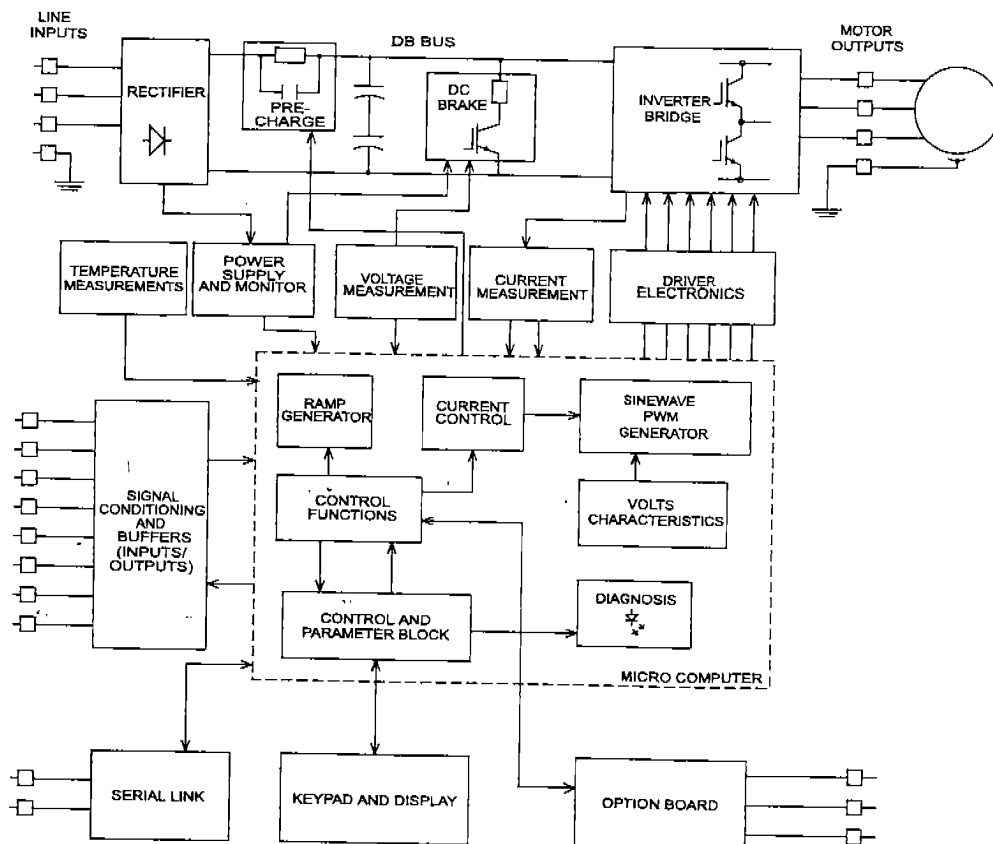 LINE
INPUTS
DB BUS
MOTOR
OUTPUTS
RECTIFIER
PRE-
CHARGE
DC
BRAKE
INVERTER
BRIDGE
TEMPERATURE
MEASUREMENTS
POWER
SUPPLY
AND MONITOR
VOLTAGE
MEASUREMENT
CURRENT
MEASUREMENT
DRIVER
ELECTRONICS
RAMP
GENERATOR
CURRENT
CONTROL
SINEWAVE
PWM
GENERATOR
SIGNAL
CONDITIONING
AND
BUFFERS
(INPUTS/
OUTPUTS)
CONTROL
FUNCTIONS
VOLTS
CHARACTERISTICS
CONTROL AND
PARAMETER BLOCK
DIAGNOSIS
MICRO COMPUTER
SERIAL LINK
KEYPAD AND DISPLAY
OPTION BOARD